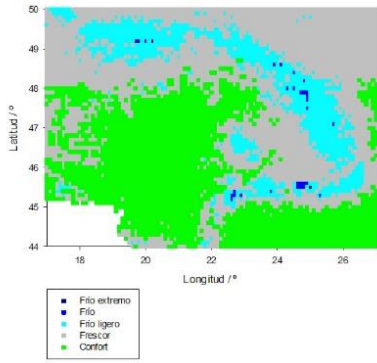 50
49
48
47
46
45
44
Latitud / º
18 20 22 24 26
Longitud / º
Frío extremo
Frío
Frío ligero
Frescor
Confort